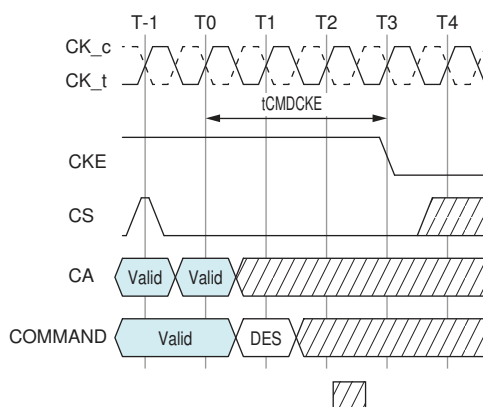 T-1 T0 T1 T2 T3 T4
CK_c
CK_t
tCMDCKE
CKE
CS
CA Valid Valid
COMMAND Valid DES